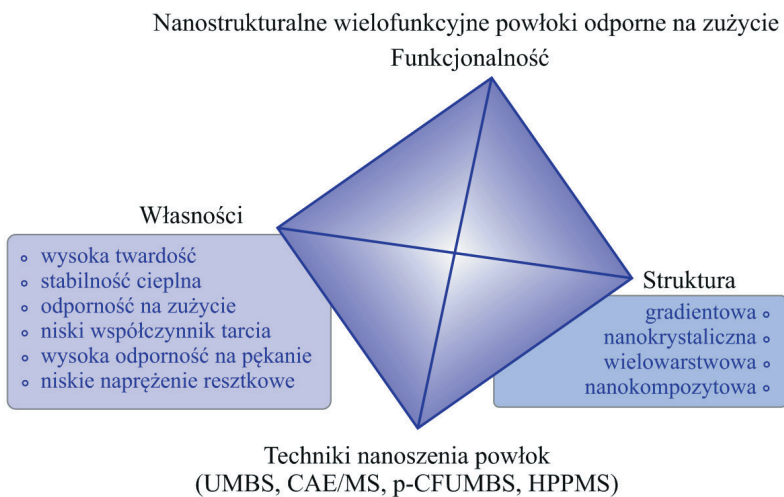 Nanostrukturalne wielofunkcyjne powłoki odporne na zużycie
Funkcjonalność
Własności
wysoka twardość
stabilność cieplna
odporność na zużycie
niski współczynnik tarcia
wysoka odporność na pękanie
niskie naprężenie resztkowe
Struktura
gradientowa
nanokrystaliczna
wielowarstwowa
nanokompozytowa
Techniki nanoszenia powłok
(UMBS, CAE/MS, p-CFUMBS, HPPMS)